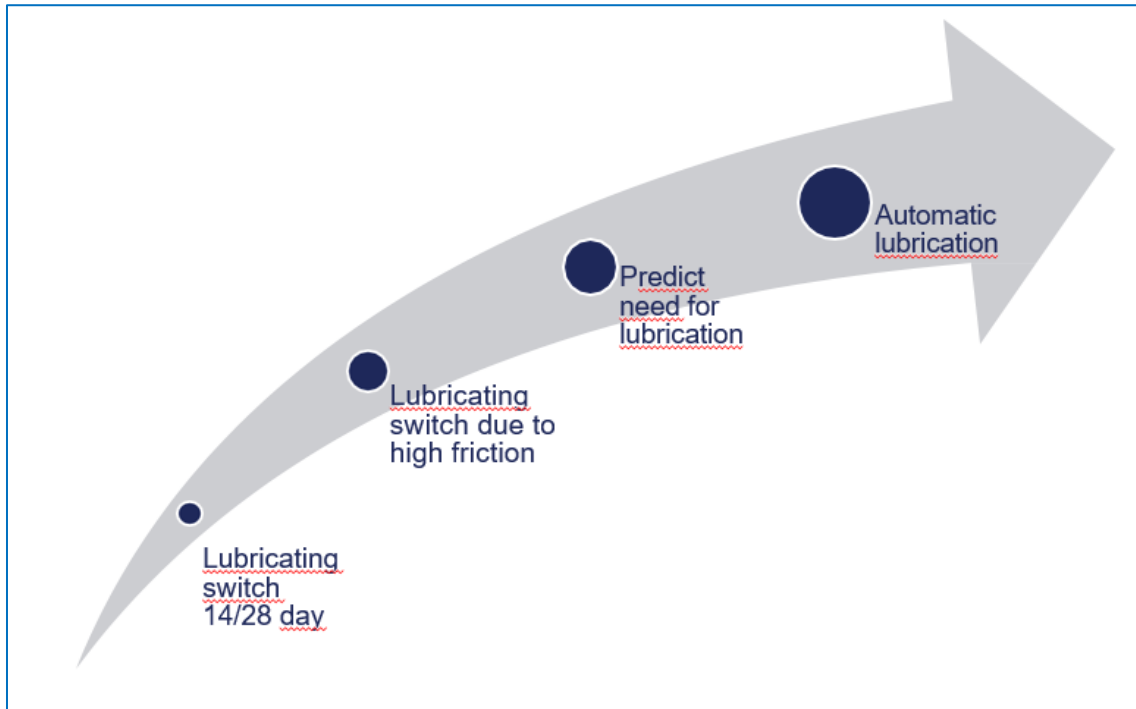 Automatic
lubrication
Predict
need for
lubrication
Lubricating
switch due to
high friction
Lubricating
switch
14/28 day